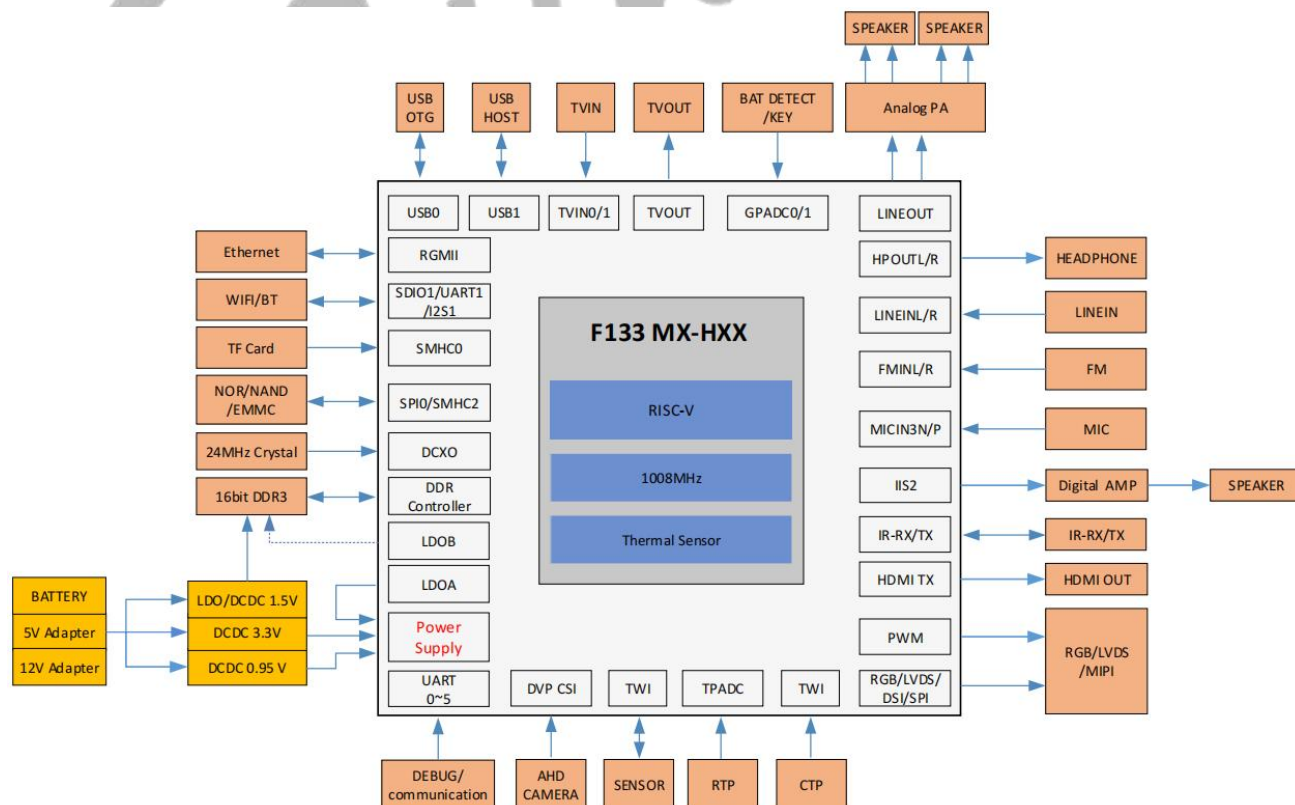 SPEAKER
SPEAKER
USB
OTG
USB
HOST
TVIN
TVOUT
BAT DETECT
/KEY
Analog PA
USB0
USB1
TVIN0/1
TVOUT
GPADC0/1
LINEOUT
Ethernet
RGMII
HPOUTL/R
HEADPHONE
WIFI/BT
SDIO1/UART1
/I2S1
LINEINL/R
LINEIN
F133 MX-HXX
TF Card
SMHC0
FMINL/R
FM
NOR/NAND
/EMMC
SPI0/SMHC2
RISC-V
MICIN3N/P
MIC
24MHz Crystal
DCXO
1008MHz
16bit DDR3
DDR
Controller
IIS2
Digital AMP
SPEAKER
LDOB
Thermal Sensor
IR-RX/TX
IR-RX/TX
LDOA
HDMI TX
HDMI OUT
BATTERY
LDO/DCDC 1.5V
5V Adapter
DCDC 3.3V
Power
Supply
PWM
RGB/LVDS
/MIPI
12V Adapter
DCDC 0.95 V
UART
0~5
DVP CSI
TWI
TPADC
TWI
RGB/LVDS/
DSI/SPI
DEBUG/
communication
AHD
CAMERA
SENSOR
RTP
CTP